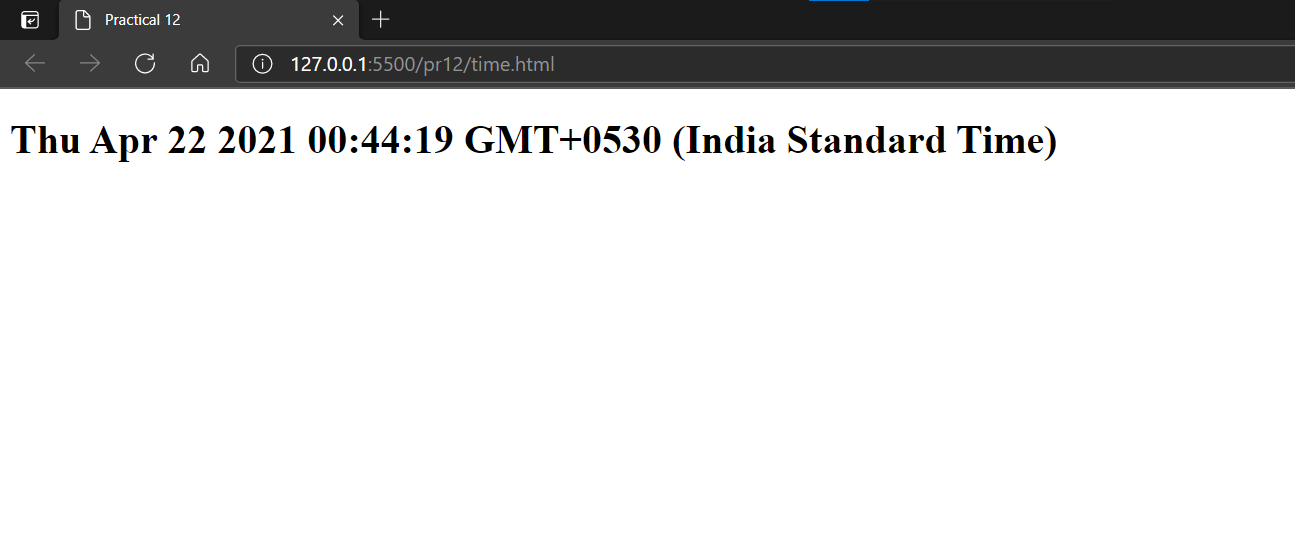 Practical 12
127.0.0.1:5500/pr12/time.html
Thu Apr 22 2021 00:44:19 GMT+0530 (India Standard Time)